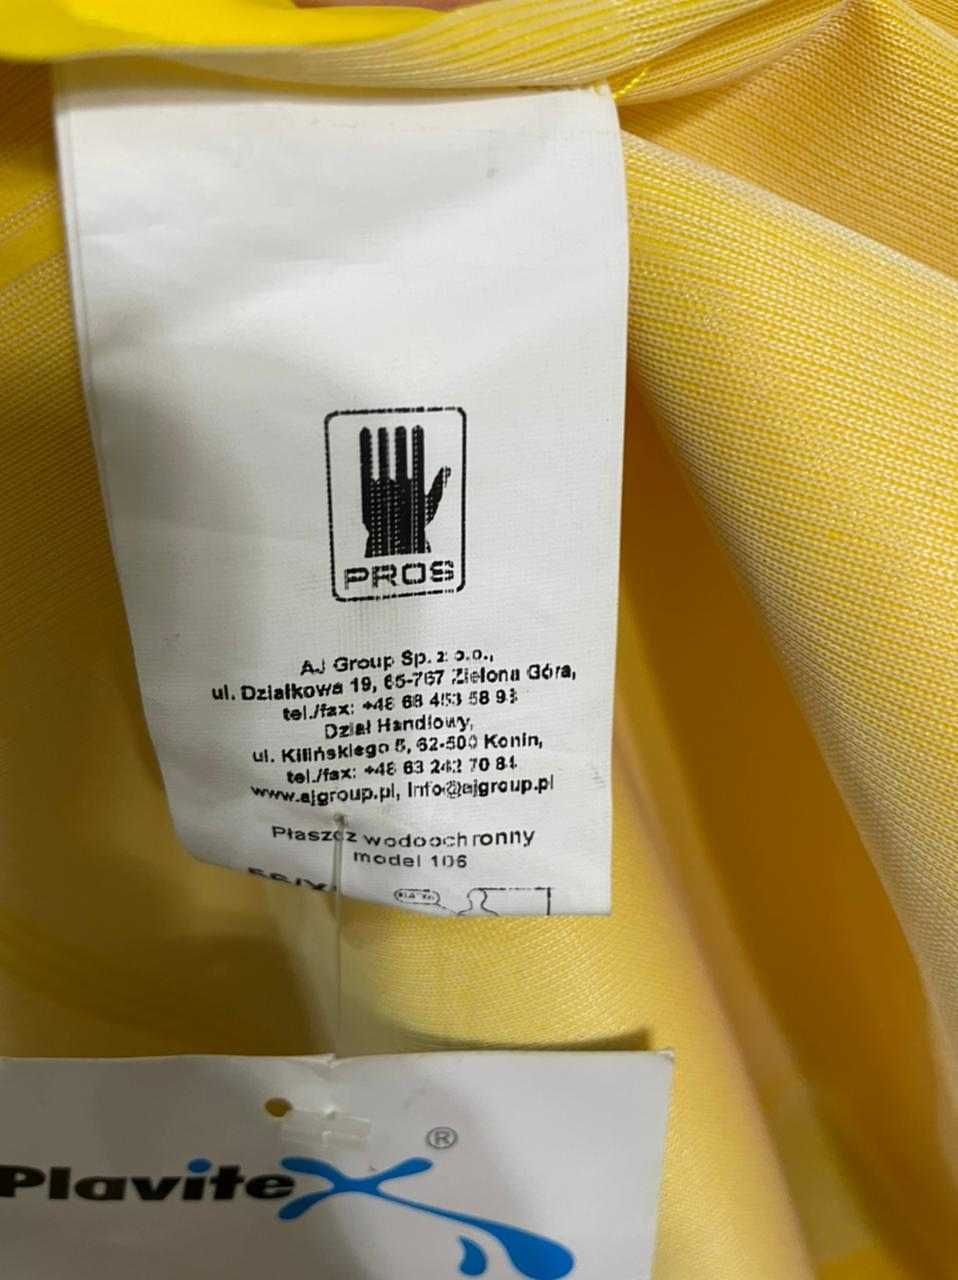 PROS
AJ Group Sp. z o.o.,
ul. Działkowa 19, 65-767 Zielona Góra,
tel./fax: +48 68 453 58 93
Dział Handlowy,
ul. Kilińskiego 5, 62-500 Konin,
tel./fax: +48 63 242 70 84
www.ajgroup.pl, Info@ajgroup.pl
Płaszcz wodoochronny
model 106
Plavitex ®